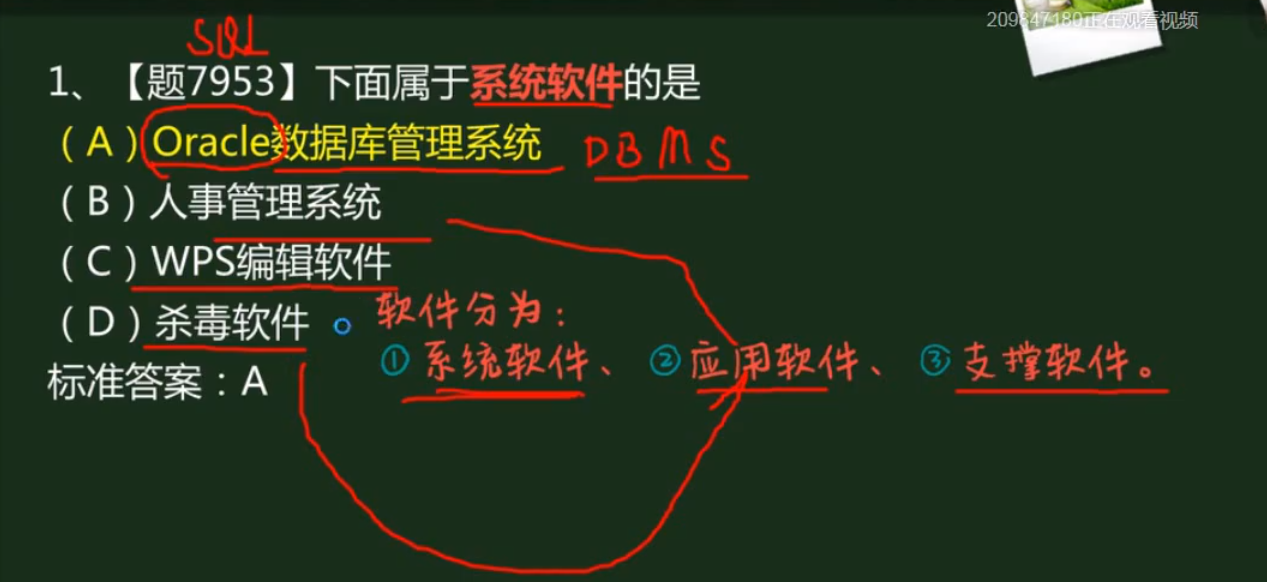 209847180正在观看视频
SQL
1、【题7953】下面属于系统软件的是
（A）Oracle数据库管理系统 DBMS
（B）人事管理系统
（C）WPS编辑软件
（D）杀毒软件
软件分为：
①系统软件、②应用软件、③支撑软件。
标准答案：A